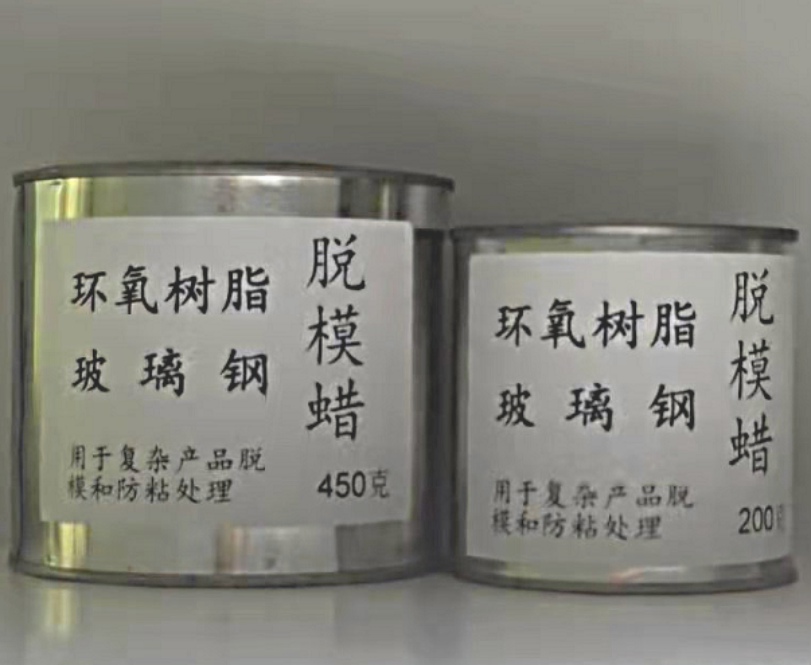 环氧树脂
玻璃钢
脱模蜡
用于复杂产品脱
模和防粘处理
450克
环氧树脂
玻璃钢
脱模蜡
用于复杂产品脱
模和防粘处理
200